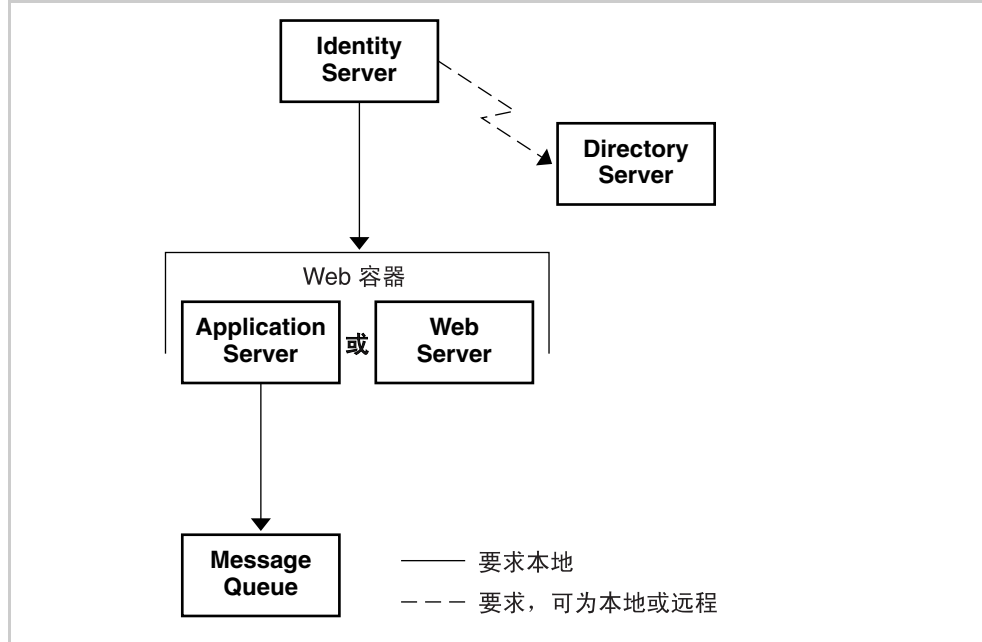 Identity
Server
Directory
Server
Web 容器
Application
Server
或
Web
Server
Message
Queue
要求本地
要求，可为本地或远程